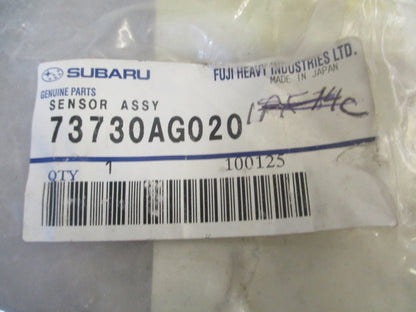 SUBARU
FUJI HEAVY INDUSTRIES LTD.
MADE IN JAPAN
GENUINE PARTS
SENSOR ASSY
73730AG020
100125
QTY 1